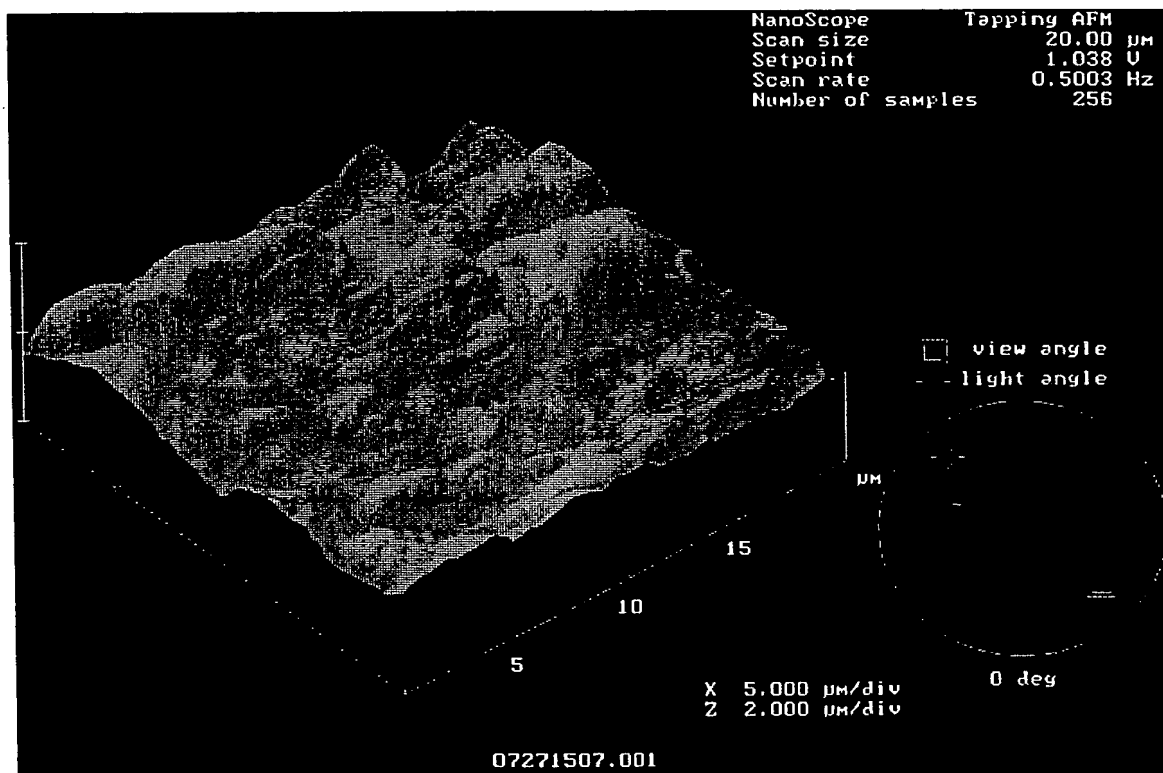 NanoScope Tapping AFM
Scan size 20.00 µm
Setpoint 1.038 V
Scan rate 0.5003 Hz
Number of samples 256
view angle
light angle
µm
15
10
5
0 deg
X 5.000 µm/div
Z 2.000 µm/div
07271507.001